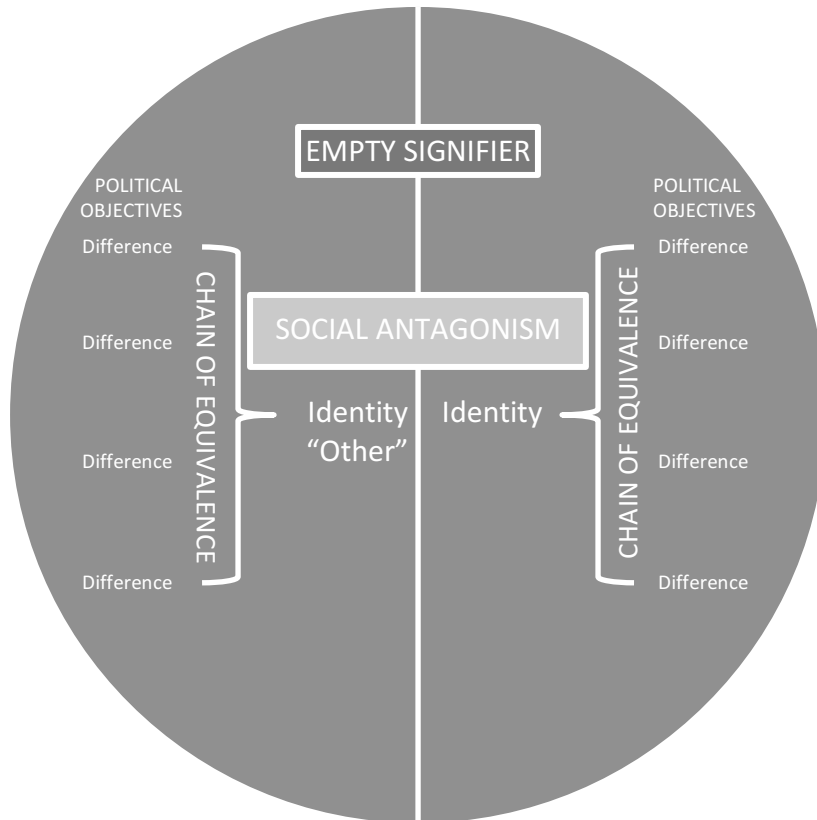 EMPTY SIGNIFIER
POLITICAL
OBJECTIVES
Difference
Difference
Difference
Difference
CHAIN OF EQUIVALENCE
SOCIAL ANTAGONISM
Identity
“Other”
Identity
CHAIN OF EQUIVALENCE
POLITICAL
OBJECTIVES
Difference
Difference
Difference
Difference